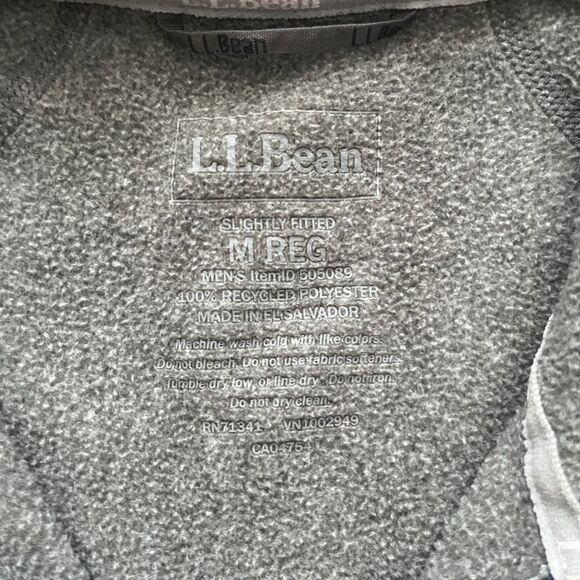 L.L.Bean
L.L.Bean L.L.Be
L.L.Bean
SLIGHTLY FITTED
M REG
MEN'S ItemID 505089
100% RECYCLED POLYESTER
MADE IN EL SALVADOR
Machine wash cold with like colors.
Do not bleach. Do not use fabric softeners.
Tumble dry low, or line dry. Do not iron.
Do not dry clean.
RN71341 VN1002949
CA04754